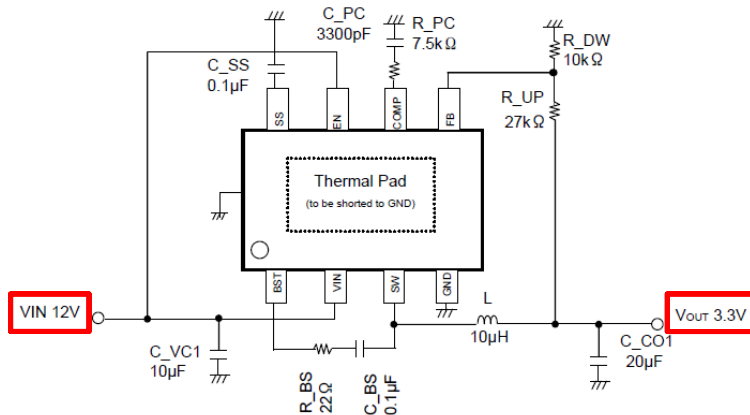 C_PC
3300pF
R_PC
7.5kΩ
R_DW
10kΩ
C_SS
0.1μF
R_UP
27kΩ
SS
EN
COMP
FB
Thermal Pad
(to be shorted to GND)
BST
VIN
SW
GND
VIN 12V
L
10μH
VOUT 3.3V
C_VC1
10μF
R_BS
22Ω
C_BS
0.1μF
C_CO1
20μF